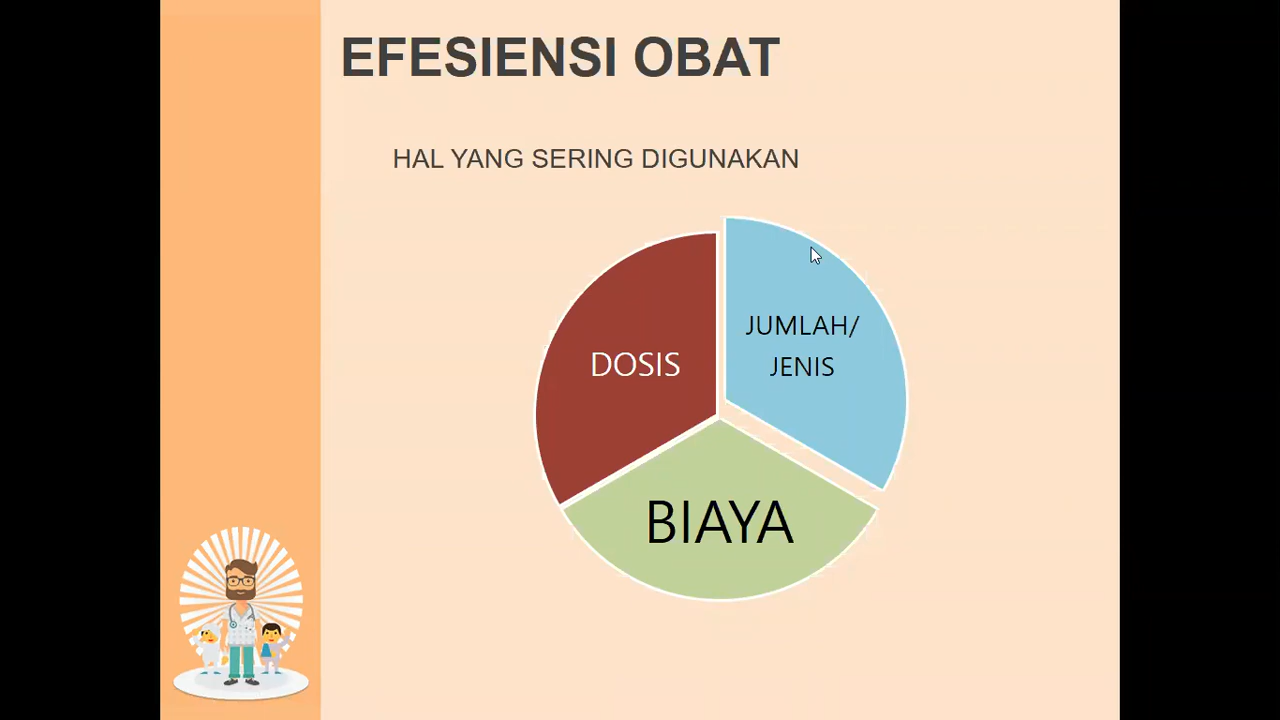 EFESIENSI OBAT
HAL YANG SERING DIGUNAKAN
DOSIS
JUMLAH/
JENIS
BIAYA